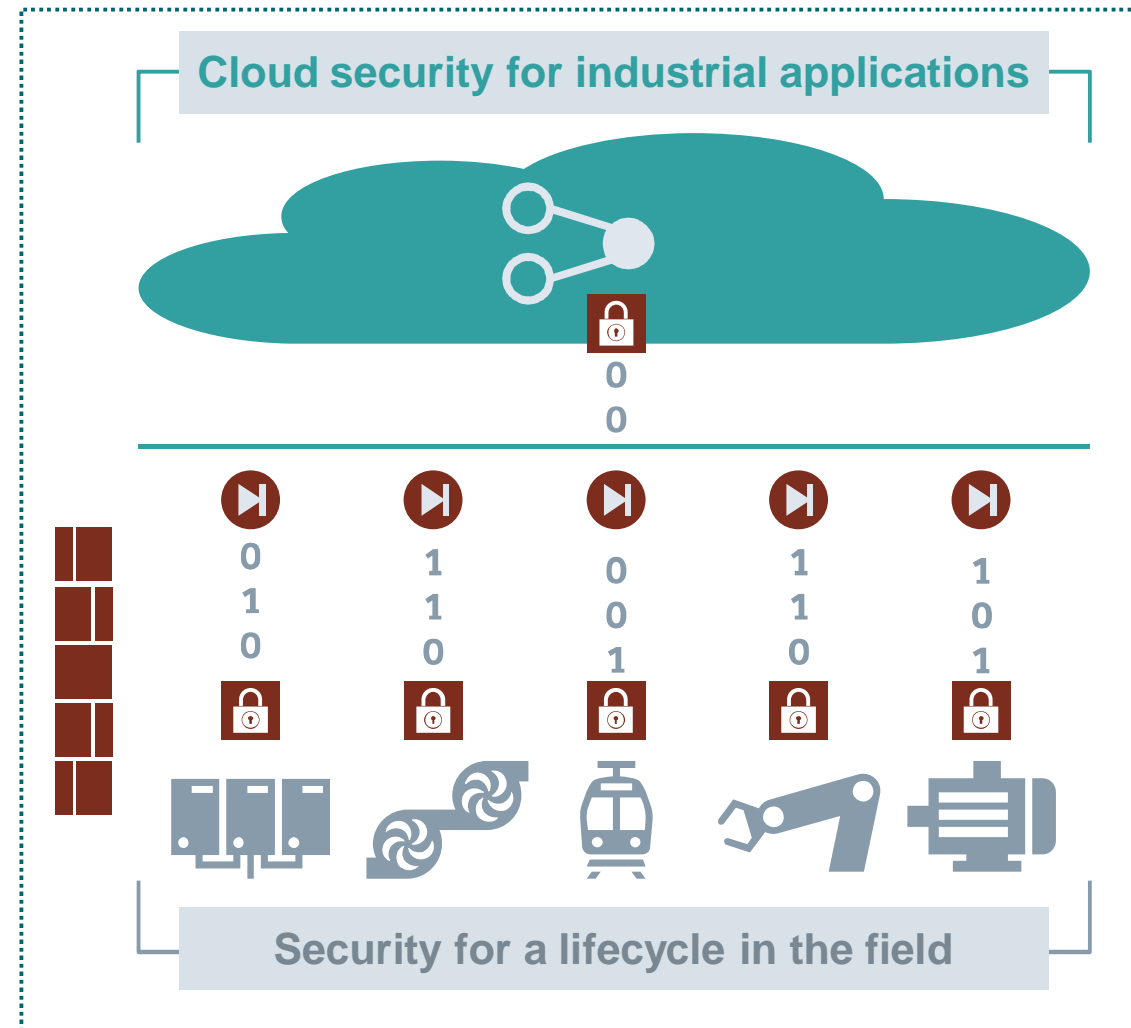 Cloud security for industrial applications
0
0
0 1 0 1 1
1 1 0 1 0
0 0 1 0 1
Security for a lifecycle in the field